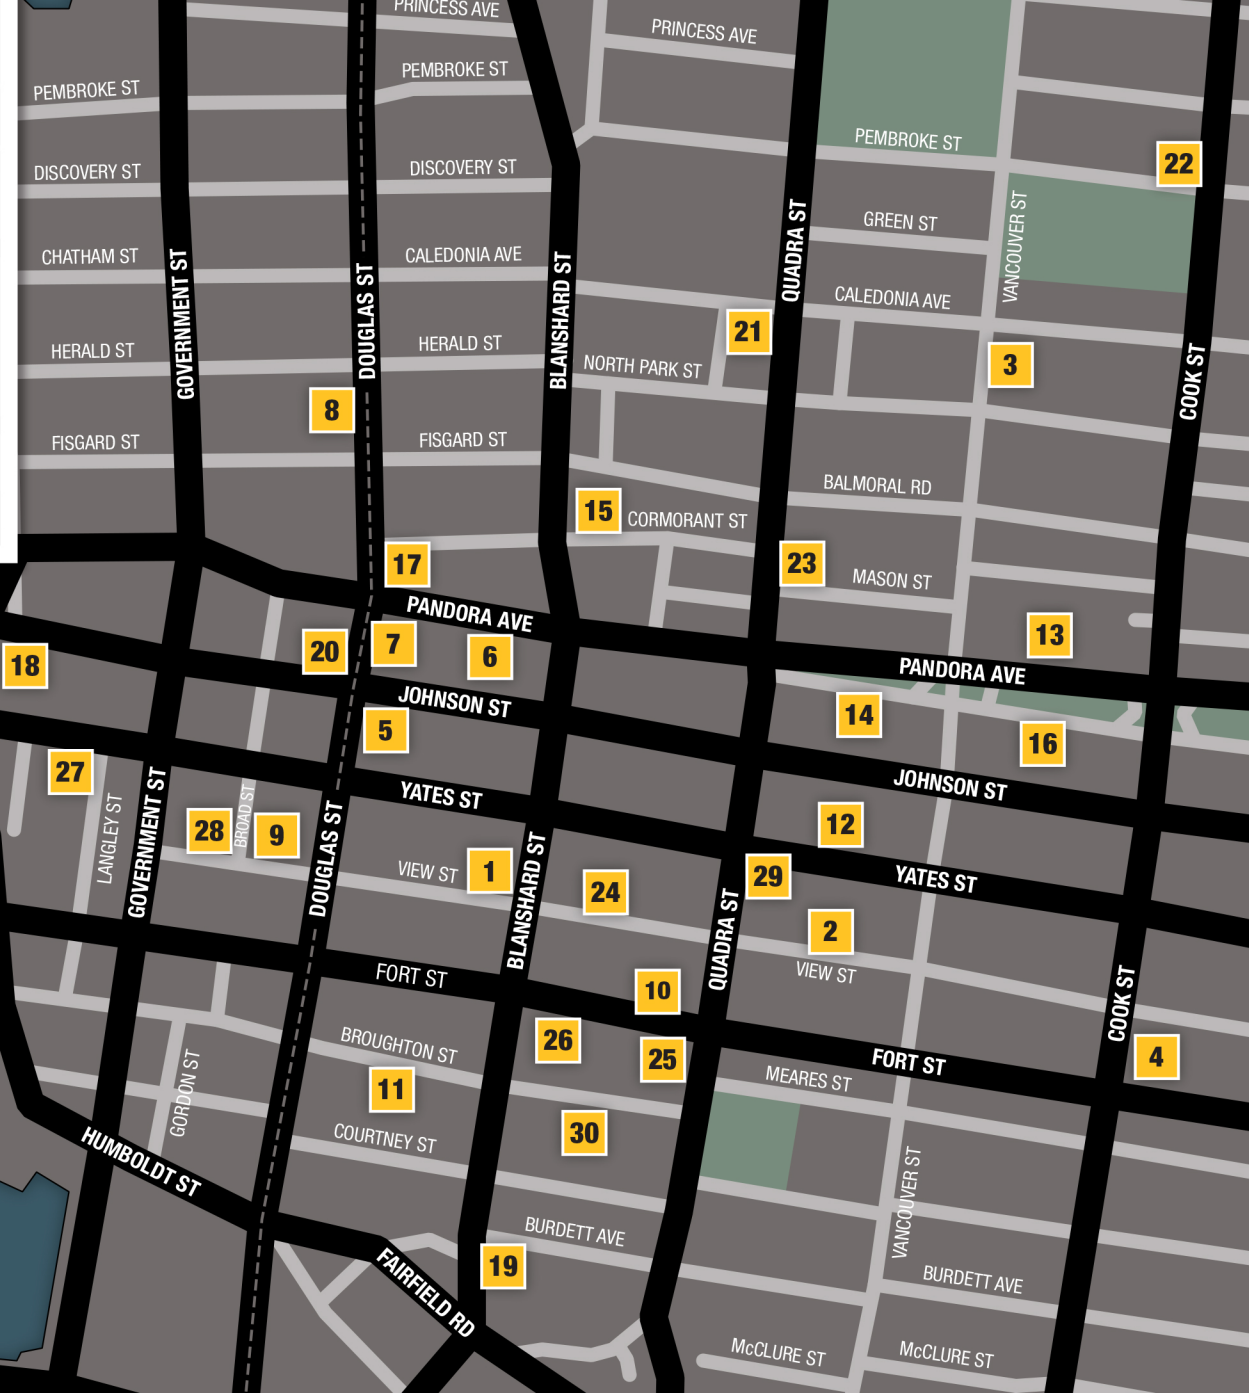 PRINCESS AVE
PRINCESS AVE
PEMBROKE ST
PEMBROKE ST
PEMBROKE ST
22
DISCOVERY ST
DISCOVERY ST
GREEN ST
VANCOUVER ST
QUADRA ST
CHATHAM ST
CALEDONIA AVE
GOVERNMENT ST
DOUGLAS ST
BLANSHARD ST
CALEDONIA AVE
21
HERALD ST
HERALD ST
NORTH PARK ST
3
COOK ST
8
FISGARD ST
FISGARD ST
BALMORAL RD
15
CORMORANT ST
17
23
MASON ST
PANDORA AVE
13
18
20
7
6
PANDORA AVE
JOHNSON ST
14
5
16
27
JOHNSON ST
YATES ST
LANGLEY ST
GOVERNMENT ST
28
BROAD ST
9
DOUGLAS ST
12
VIEW ST
1
BLANSHARD ST
24
29
YATES ST
QUADRA ST
2
FORT ST
VIEW ST
10
COOK ST
BROUGHTON ST
26
25
FORT ST
4
GORDON ST
11
MEARES ST
COURTNEY ST
30
HUMBOLDT ST
VANCOUVER ST
BURDETT AVE
19
FAIRFIELD RD
BURDETT AVE
McCLURE ST
McCLURE ST